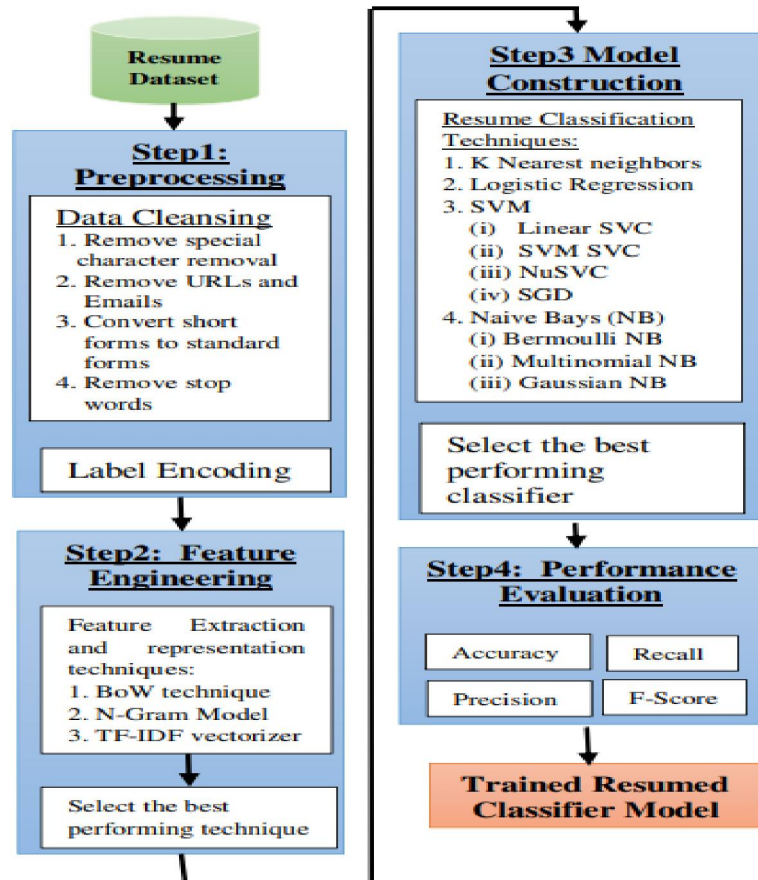 Resume
Dataset
Step1:
Preprocessing
Data Cleansing
1. Remove special
character removal
2. Remove URLs and
Emails
3. Convert short
forms to standard
forms
4. Remove stop
words
Label Encoding
Step2: Feature
Engineering
Feature Extraction
and representation
techniques:
1. BoW technique
2. N-Gram Model
3. TF-IDF vectorizer
Select the best
performing technique
Step3 Model
Construction
Resume Classification
Techniques:
1. K Nearest neighbors
2. Logistic Regression
3. SVM
(i) Linear SVC
(ii) SVM SVC
(iii) NuSVC
(iv) SGD
4. Naive Bays (NB)
(i) Bermoulli NB
(ii) Multinomial NB
(iii) Gaussian NB
Select the best
performing
classifier
Step4: Performance
Evaluation
Accuracy
Recall
Precision
F-Score
Trained Resumed
Classifier Model